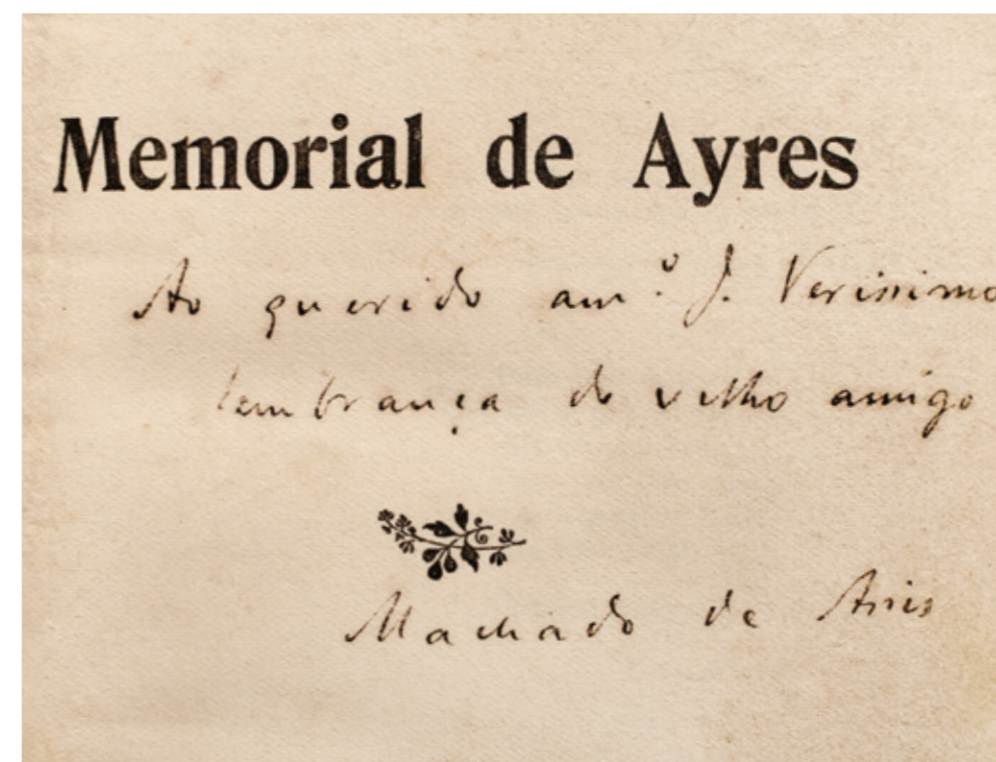 Memorial de Ayres
Ao querido am.º J. Verissimo
lembrança do velho amigo
Machado de Assis